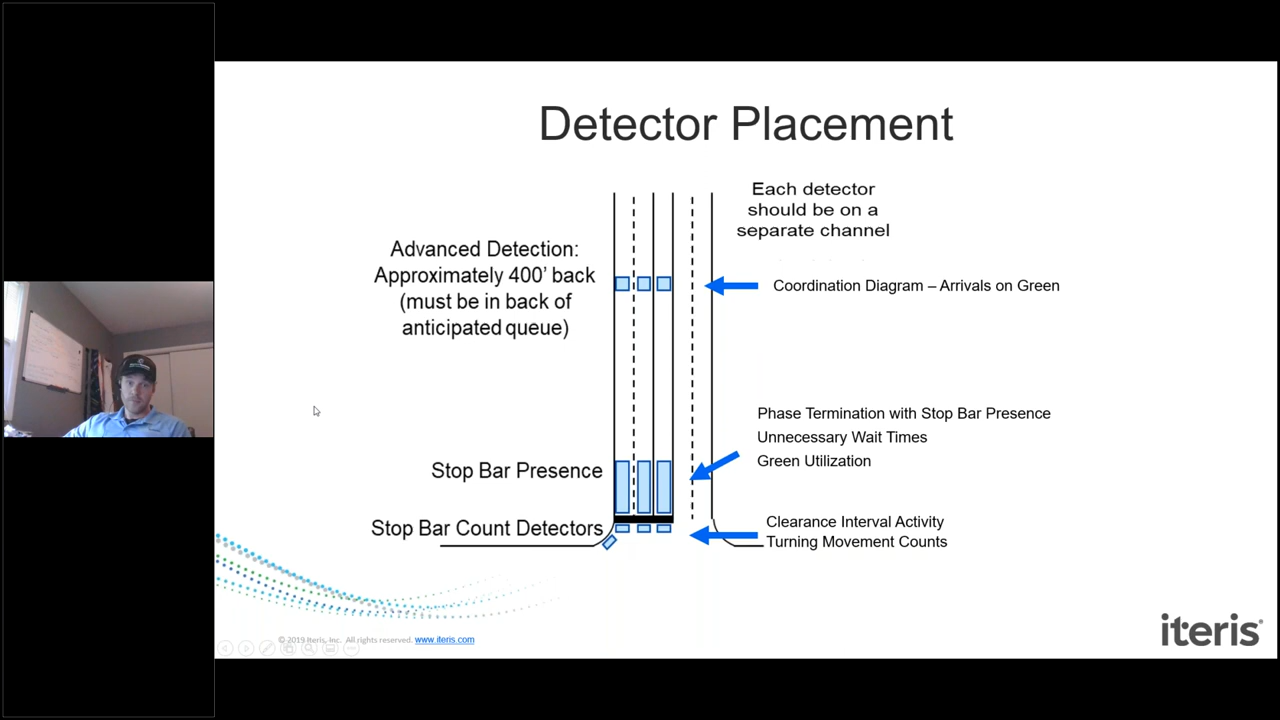 Detector Placement
Each detector
should be on a
separate channel
Advanced Detection:
Approximately 400' back
(must be in back of
anticipated queue)
Coordination Diagram – Arrivals on Green
Phase Termination with Stop Bar Presence
Unnecessary Wait Times
Green Utilization
Stop Bar Presence
Stop Bar Count Detectors
Clearance Interval Activity
Turning Movement Counts
© 2019 Iteris, Inc. All rights reserved. www.iteris.com
iteris®